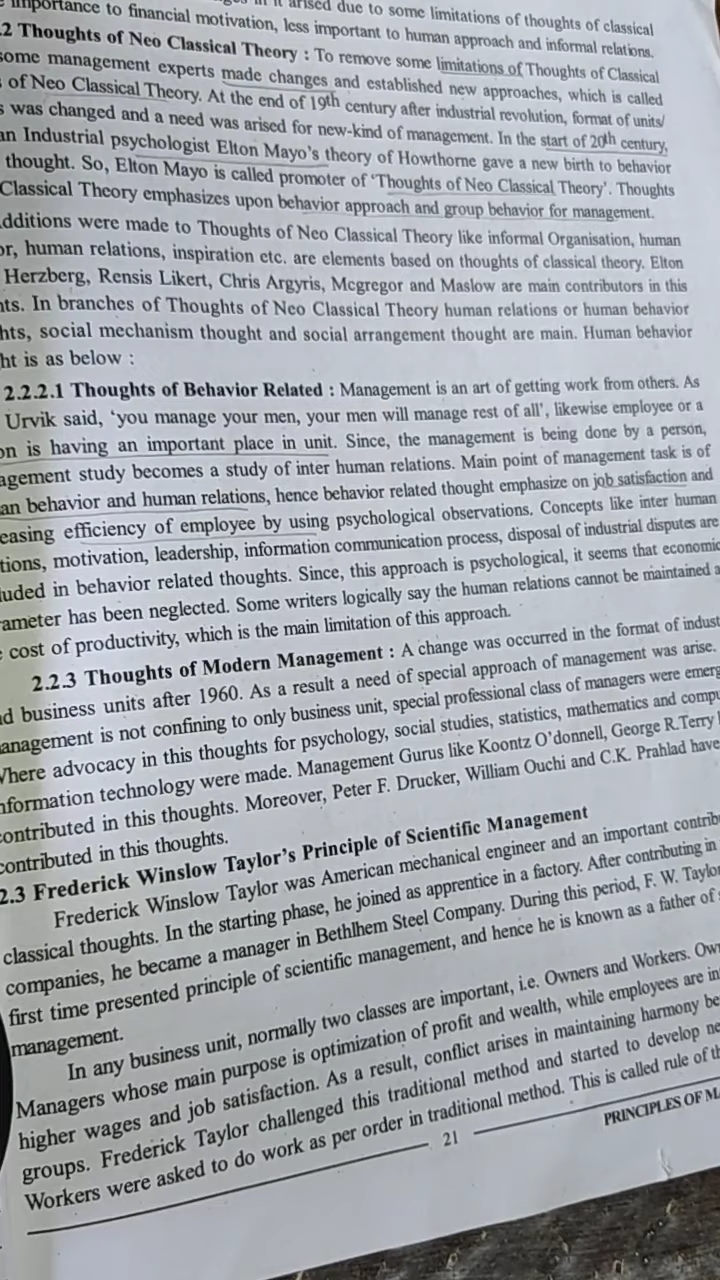 importance to financial motivation, less important to human approach and informal relations.
in it arised due to some limitations of thoughts of classical
.2 Thoughts of Neo Classical Theory : To remove some limitations of Thoughts of Classical
some management experts made changes and established new approaches, which is called
of Neo Classical Theory. At the end of 19th century after industrial revolution, format of units/
was changed and a need was arised for new-kind of management. In the start of 20th century,
an Industrial psychologist Elton Mayo's theory of Howthorne gave a new birth to behavior
thought. So, Elton Mayo is called promoter of 'Thoughts of Neo Classical Theory'. Thoughts
Classical Theory emphasizes upon behavior approach and group behavior for management.
dditions were made to Thoughts of Neo Classical Theory like informal Organisation, human
or, human relations, inspiration etc. are elements based on thoughts of classical theory. Elton
Herzberg, Rensis Likert, Chris Argyris, Mcgregor and Maslow are main contributors in this
nts. In branches of Thoughts of Neo Classical Theory human relations or human behavior
hts, social mechanism thought and social arrangement thought are main. Human behavior
ht is as below :
2.2.2.1 Thoughts of Behavior Related : Management is an art of getting work from others. As
Urvik said, 'you manage your men, your men will manage rest of all', likewise employee or a
on is having an important place in unit. Since, the management is being done by a person,
agement study becomes a study of inter human relations. Main point of management task is of
an behavior and human relations, hence behavior related thought emphasize on job satisfaction and
easing efficiency of employee by using psychological observations. Concepts like inter human
tions, motivation, leadership, information communication process, disposal of industrial disputes are
luded in behavior related thoughts. Since, this approach is psychological, it seems that economic
rameter has been neglected. Some writers logically say the human relations cannot be maintained a
cost of productivity, which is the main limitation of this approach.
2.2.3 Thoughts of Modern Management : A change was occurred in the format of indust
nd business units after 1960. As a result a need of special approach of management was arise.
anagement is not confining to only business unit, special professional class of managers were emerg
Where advocacy in this thoughts for psychology, social studies, statistics, mathematics and compu
nformation technology were made. Management Gurus like Koontz O'donnell, George R.Terry
contributed in this thoughts. Moreover, Peter F. Drucker, William Ouchi and C.K. Prahlad have
contributed in this thoughts.
2.3 Frederick Winslow Taylor's Principle of Scientific Management
Frederick Winslow Taylor was American mechanical engineer and an important contrib
classical thoughts. In the starting phase, he joined as apprentice in a factory. After contributing in
companies, he became a manager in Bethlhem Steel Company. During this period, F. W. Taylor
first time presented principle of scientific management, and hence he is known as a father of
management.
In any business unit, normally two classes are important, i.e. Owners and Workers. Own
Managers whose main purpose is optimization of profit and wealth, while employees are in
higher wages and job satisfaction. As a result, conflict arises in maintaining harmony be
groups. Frederick Taylor challenged this traditional method and started to develop ne
Workers were asked to do work as per order in traditional method. This is called rule of th
21
PRINCIPLES OF MA